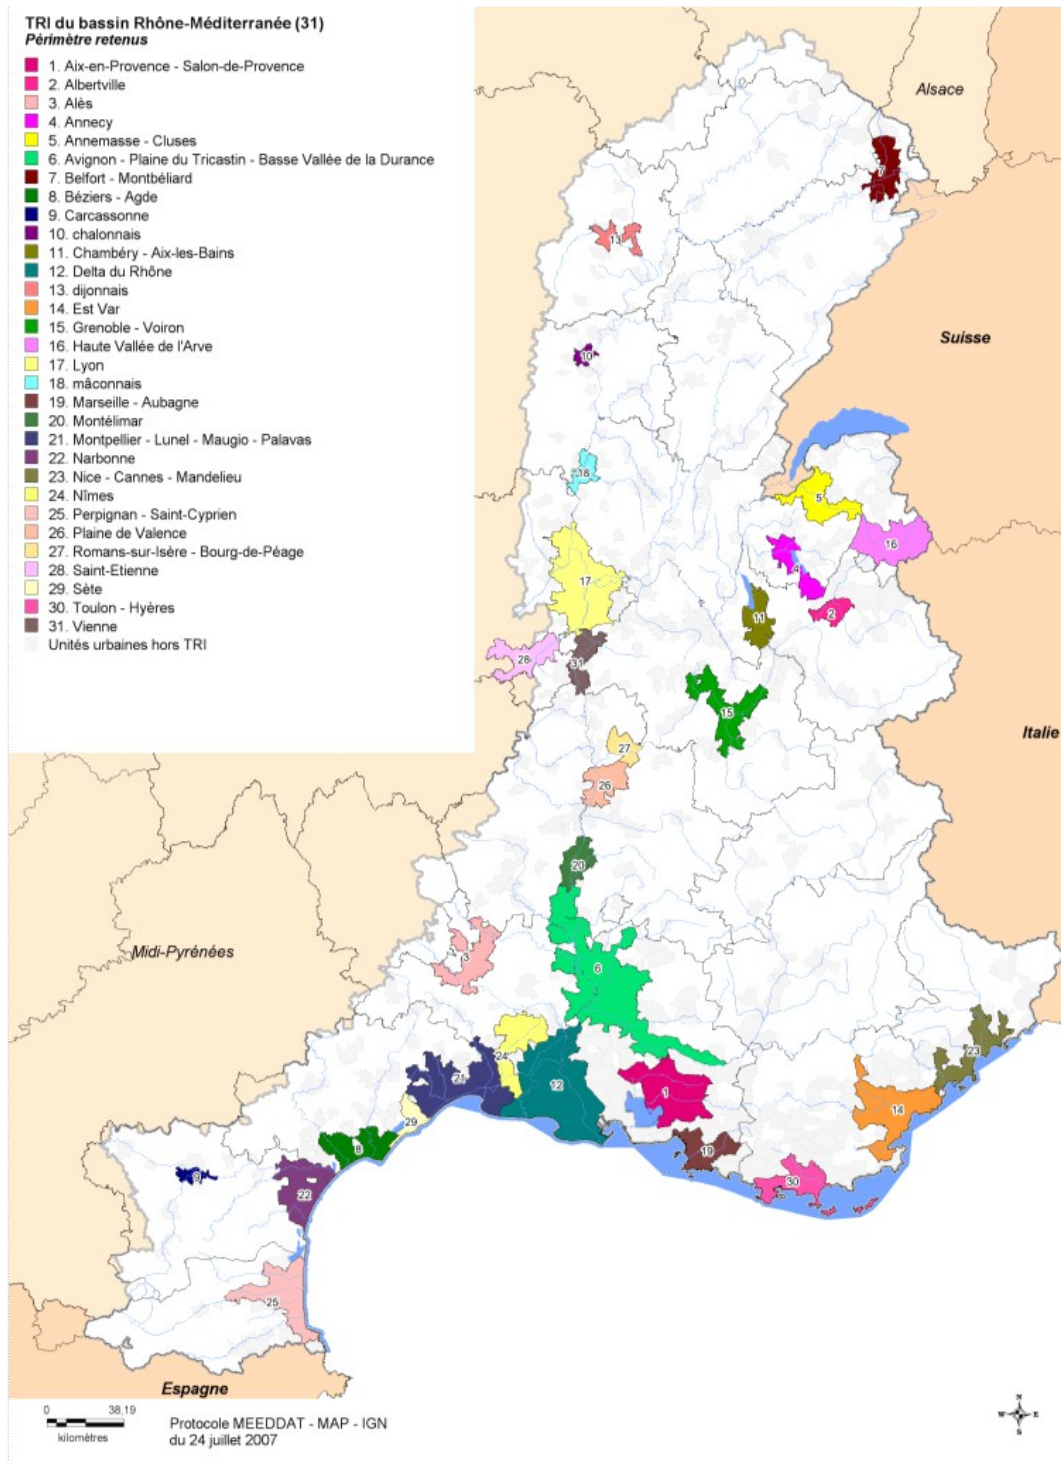 TRI du bassin Rhône-Méditerranée (31)
Périmètre retenus
1. Aix-en-Provence - Salon-de-Provence
2. Albertville
3. Alès
4. Annecy
5. Annemasse - Cluses
6. Avignon - Plaine du Tricastin - Basse Vallée de la Durance
7. Belfort - Montbéliard
8. Béziers - Agde
9. Carcassonne
10. chalonnais
11. Chambéry - Aix-les-Bains
12. Delta du Rhône
13. dijonnais
14. Est Var
15. Grenoble - Voiron
16. Haute Vallée de l'Arve
17. Lyon
18. mâconnais
19. Marseille - Aubagne
20. Montélimar
21. Montpellier - Lunel - Maugio - Palavas
22. Narbonne
23. Nice - Cannes - Mandelieu
24. Nîmes
25. Perpignan - Saint-Cyprien
26. Plaine de Valence
27. Romans-sur-Isère - Bourg-de-Péage
28. Saint-Etienne
29. Sète
30. Toulon - Hyères
31. Vienne
Unités urbaines hors TRI
Alsace
7
13
Suisse
10
18
5
16
4
17
2
11
31
28
15
Italie
27
26
20
Midi-Pyrénées
3
6
23
24
21
12
1
14
29
8
19
9
30
22
25
Espagne
0 38,19
kilomètres
Protocole MEEDDAT - MAP - IGN
du 24 juillet 2007
N
W E
S